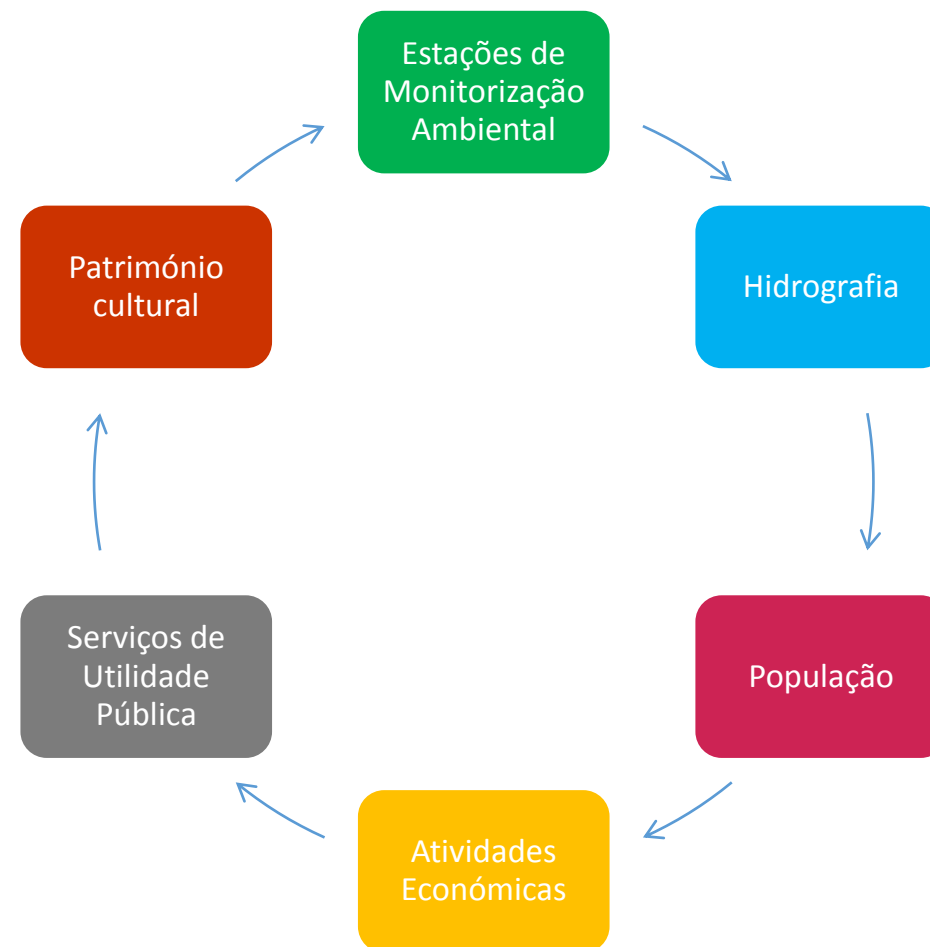 Estações de
Monitorização
Ambiental
Hidrografia
População
Atividades
Económicas
Serviços de
Utilidade
Pública
Património
cultural